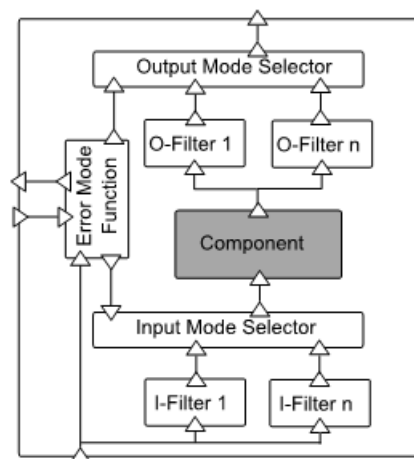 Output Mode Selector
O-Filter 1
O-Filter n
Error Mode
Function
Component
Input Mode Selector
I-Filter 1
I-Filter n